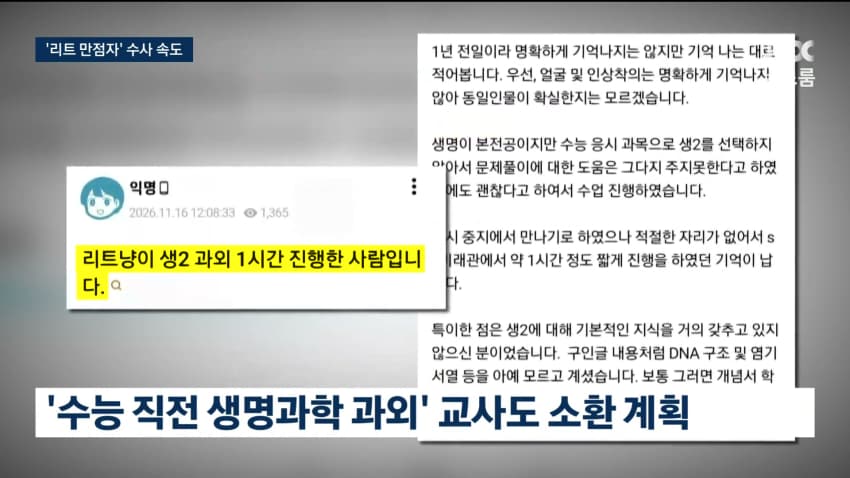 '리트 만점자' 수사 속도
1년 전일이라 명확하게 기억나지는 않지만 기억 나는 대로
적어봅니다. 우선, 얼굴 및 인상착의는 명확하게 기억나지
않아 동일인물이 확실한지는 모르겠습니다.
생명이 본전공이지만 수능 응시 과목으로 생2를 선택하지
않아서 문제풀이에 대한 도움은 그다지 주지못한다고 하였
에도 괜찮다고 하여서 수업 진행하였습니다.
시 중지에서 만나기로 하였으나 적절한 자리가 없어서 s
미래관에서 약 1시간 정도 짧게 진행을 하였던 기억이 납
다.
특이한 점은 생2에 대해 기본적인 지식을 거의 갖추고 있지
않으신 분이었습니다. 구인글 내용처럼 DNA 구조 및 염기
서열 등을 아예 모르고 계셨습니다. 보통 그러면 개념서 학
익명
2026.11.16 12:08:33 1,365
리트냥이 생2 과외 1시간 진행한 사람입니
다.
'수능 직전 생명과학 과외' 교사도 소환 계획